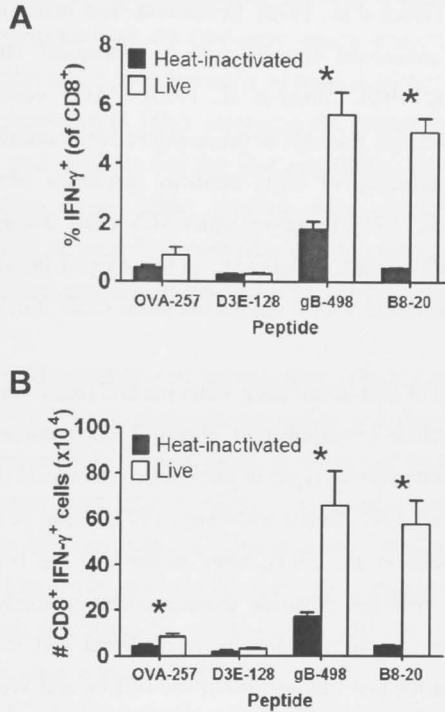 A
% IFN-γ⁺ (of CD8⁺)
8
6
4
2
0
Heat-inactivated
Live
*
*
OVA-257 D3E-128 gB-498 B8-20
Peptide
B
# CD8⁺ IFN-γ⁺ cells (x10⁻⁴)
100
80
60
40
20
0
Heat-inactivated
Live
*
*
*
OVA-257 D3E-128 gB-498 B8-20
Peptide